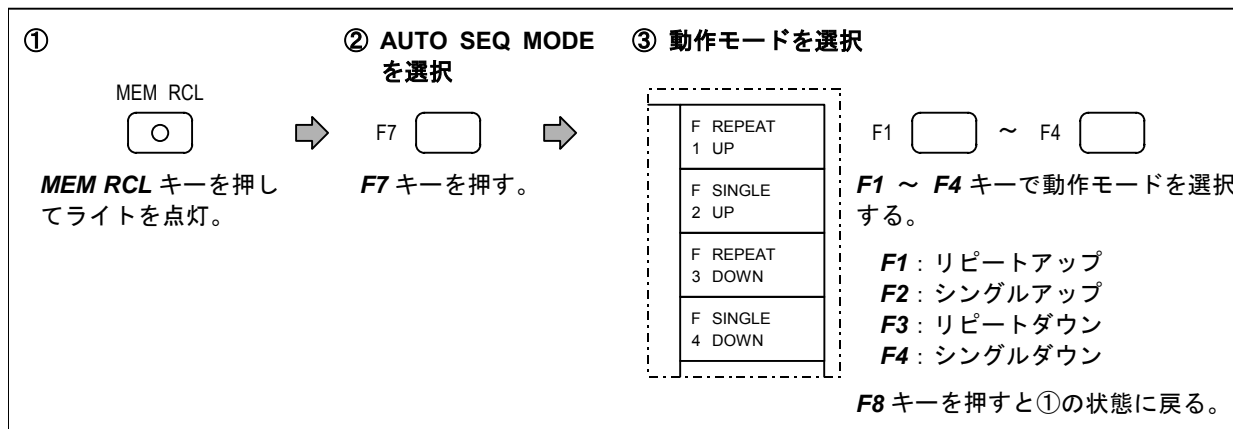 ①
MEM RCL
MEM RCL キーを押し
てライトを点灯。
② AUTO SEQ MODE
を選択
F7
F7 キーを押す。
③ 動作モードを選択
F REPEAT
1 UP
F SINGLE
2 UP
F REPEAT
3 DOWN
F SINGLE
4 DOWN
F1 ～ F4
F1 ～ F4 キーで動作モードを選択
する。
F1：リピートアップ
F2：シングルアップ
F3：リピートダウン
F4：シングルダウン
F8 キーを押すと①の状態に戻る。